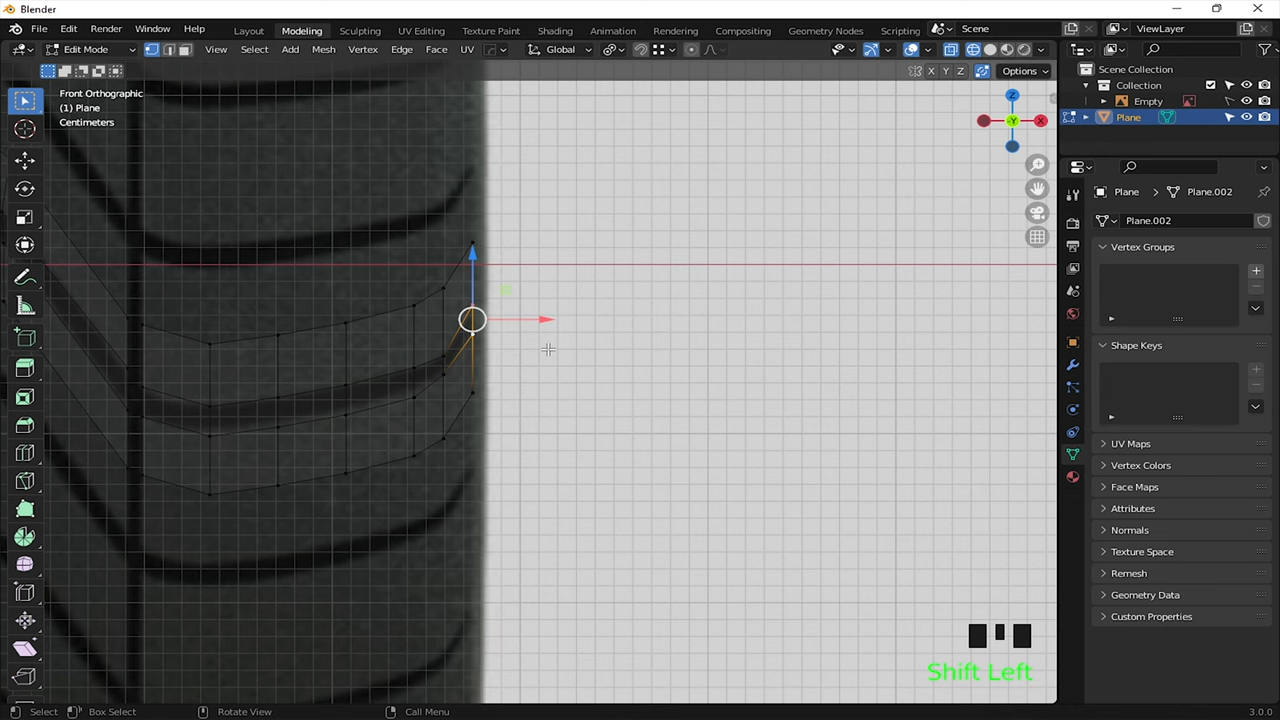 Blender
File Edit Render Window Help Layout Modeling Sculpting UV Editing Texture Paint Shading Animation Rendering Compositing Geometry Nodes Scripting Scene ViewLayer
Edit Mode View Select Add Mesh Vertex Edge Face UV Global
X Y Z Options
Front Orthographic
(1) Plane
Centimeters
Z
-Y
X
Scene Collection
Collection
Empty
Plane
Plane > Plane.002
Plane.002
Vertex Groups
Shape Keys
UV Maps
Vertex Colors
Face Maps
Attributes
Normals
Texture Space
Remesh
Geometry Data
Custom Properties
Shift Left
Select Box Select Rotate View Call Menu 3.0.0